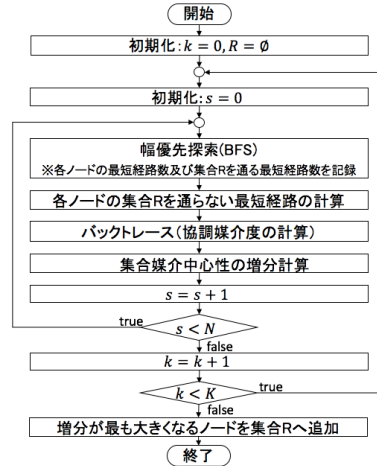 開始
初期化:k = 0, R = ∅
初期化:s = 0
幅優先探索(BFS)
※各ノードの最短経路数及び集合Rを通る最短経路数を記録
各ノードの集合Rを通らない最短経路の計算
バックトレース(協調媒介度の計算)
集合媒介中心性の増分計算
s = s + 1
true
s < N
false
k = k + 1
k < K
true
false
増分が最も大きくなるノードを集合Rへ追加
終了